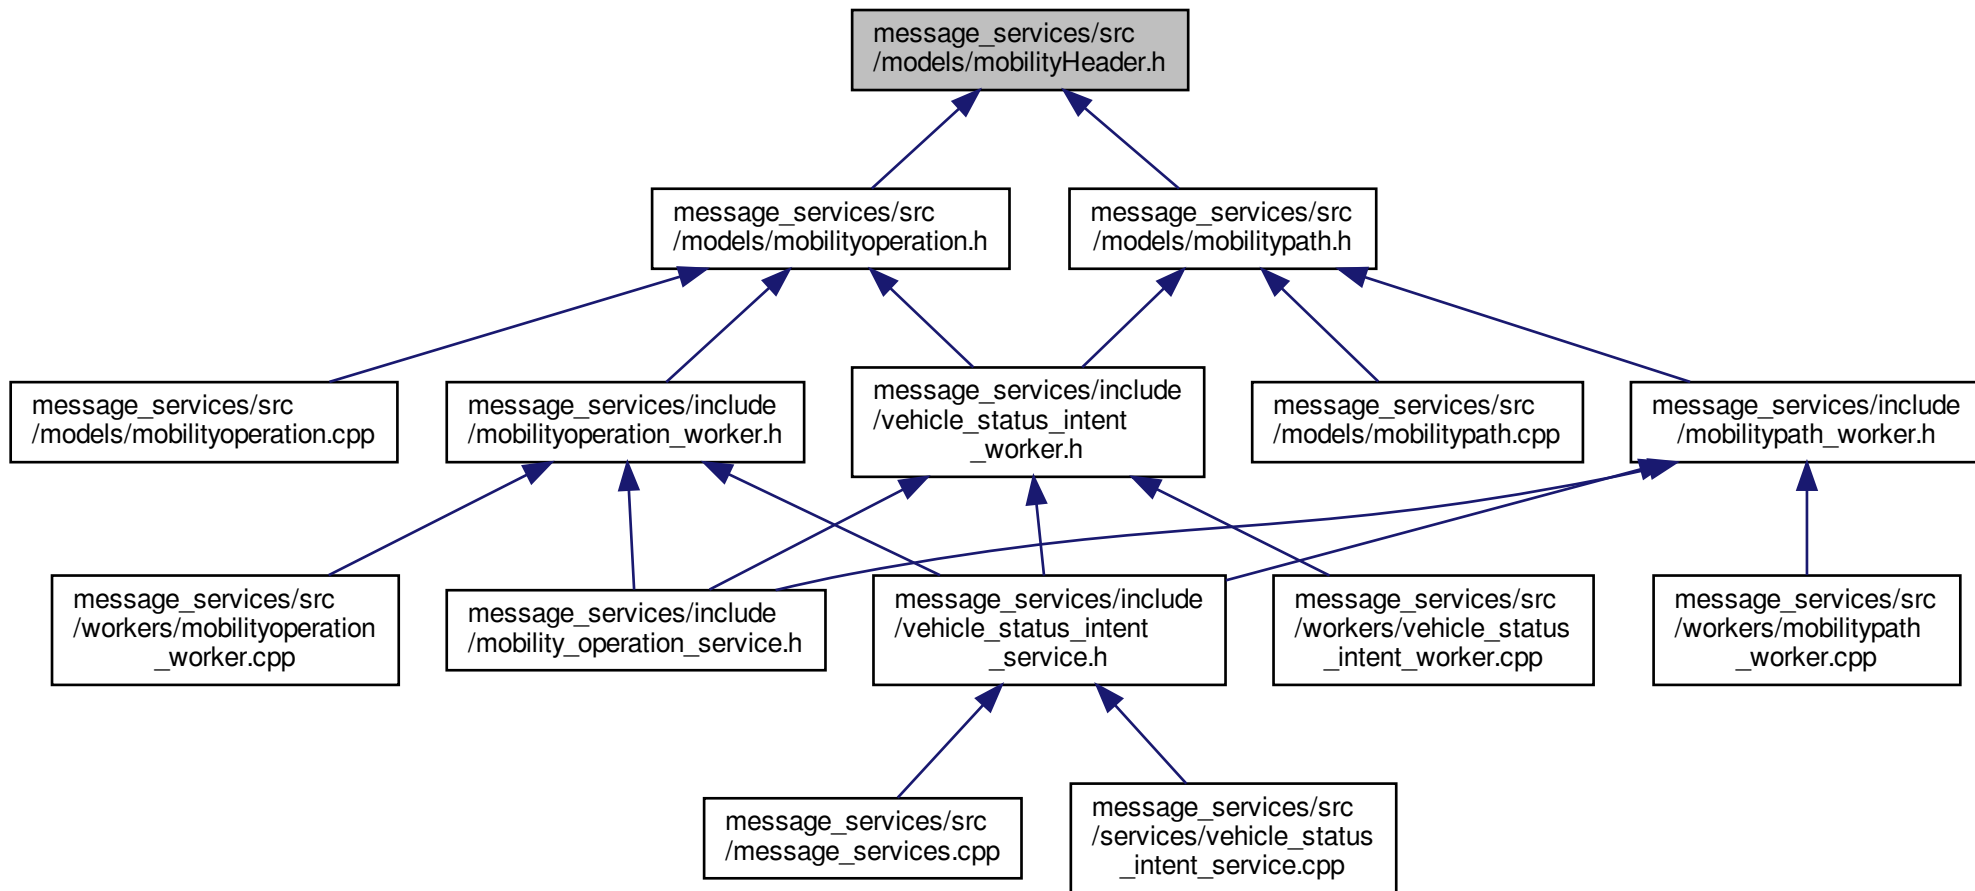 message_services/src
/models/mobilityHeader.h
message_services/src
/models/mobilityoperation.h
message_services/src
/models/mobilitypath.h
message_services/src
/models/mobilityoperation.cpp
message_services/include
/mobilityoperation_worker.h
message_services/include
/vehicle_status_intent
_worker.h
message_services/src
/models/mobilitypath.cpp
message_services/include
/mobilitypath_worker.h
message_services/src
/workers/mobilityoperation
_worker.cpp
message_services/include
/mobility_operation_service.h
message_services/include
/vehicle_status_intent
_service.h
message_services/src
/workers/vehicle_status
_intent_worker.cpp
message_services/src
/workers/mobilitypath
_worker.cpp
message_services/src
/message_services.cpp
message_services/src
/services/vehicle_status
_intent_service.cpp